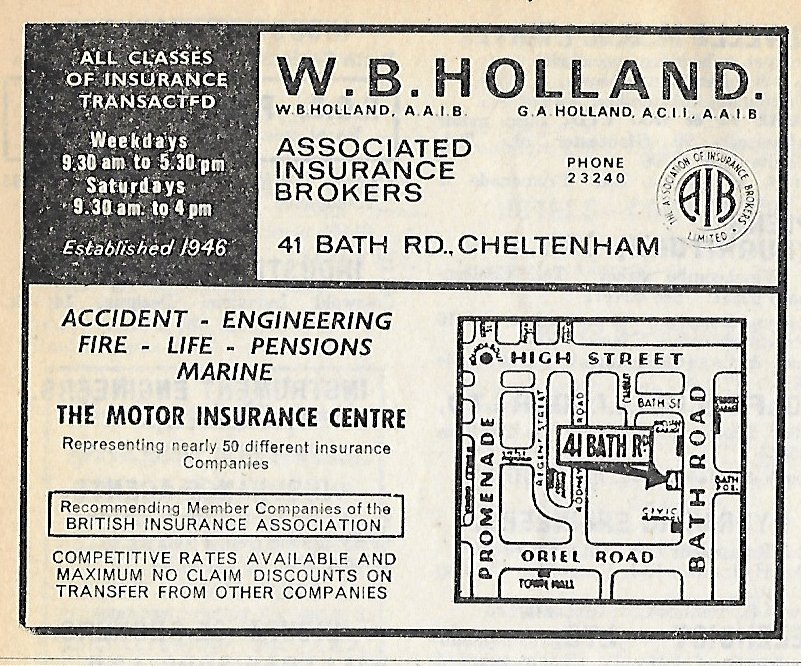 ALL CLASSES
OF INSURANCE
TRANSACTED
Weekdays
9.30 am to 5.30 pm
Saturdays
9.30 am. to 4 pm
Established 1946
W.B.HOLLAND.
W.B.HOLLAND, A.A.I.B. G.A.HOLLAND, A.C.I.I., A.A.I.B
ASSOCIATED
INSURANCE
BROKERS
PHONE
23240
THE ASSOCIATION OF INSURANCE BROKERS
AIB
LIMITED
41 BATH RD., CHELTENHAM
ACCIDENT - ENGINEERING
FIRE - LIFE - PENSIONS
MARINE
THE MOTOR INSURANCE CENTRE
Representing nearly 50 different insurance
Companies
Recommending Member Companies of the
BRITISH INSURANCE ASSOCIATION
COMPETITIVE RATES AVAILABLE AND
MAXIMUM NO CLAIM DISCOUNTS ON
TRANSFER FROM OTHER COMPANIES
HIGH STREET
BATH ST
PROMENADE
REGENT STREET
RODNEY ROAD
41 BATH RD
BATH ROAD
BATH
CIVIC
ORIEL ROAD
TOWN HALL
INSTRUMENT ENGINEERS.